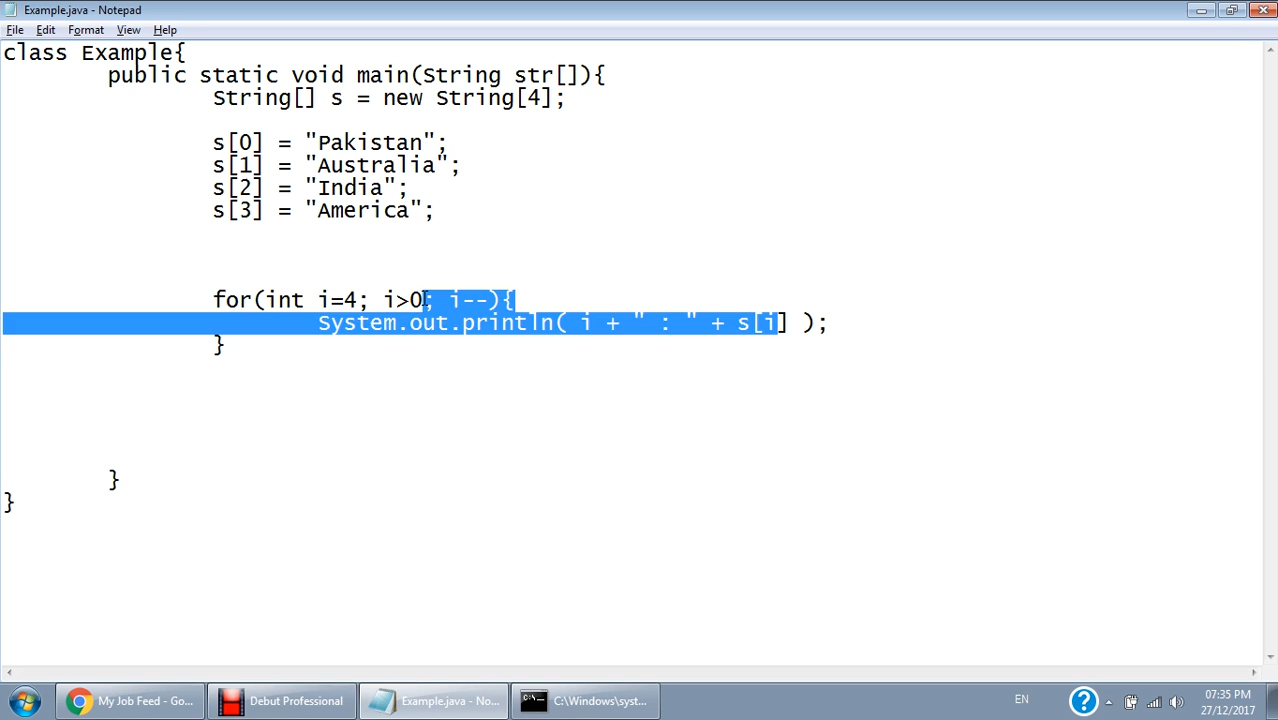 Example.java - Notepad
File Edit Format View Help
class Example{
public static void main(String str[]){
String[] s = new String[4];
s[0] = "Pakistan";
s[1] = "Australia";
s[2] = "India";
s[3] = "America";
for(int i=4; i>0; i--){
System.out.println( i + " : " + s[i] );
}
}
}
My Job Feed - Go... Debut Professional Example.java - No... C:\Windows\syst... EN 07:35 PM
27/12/2017